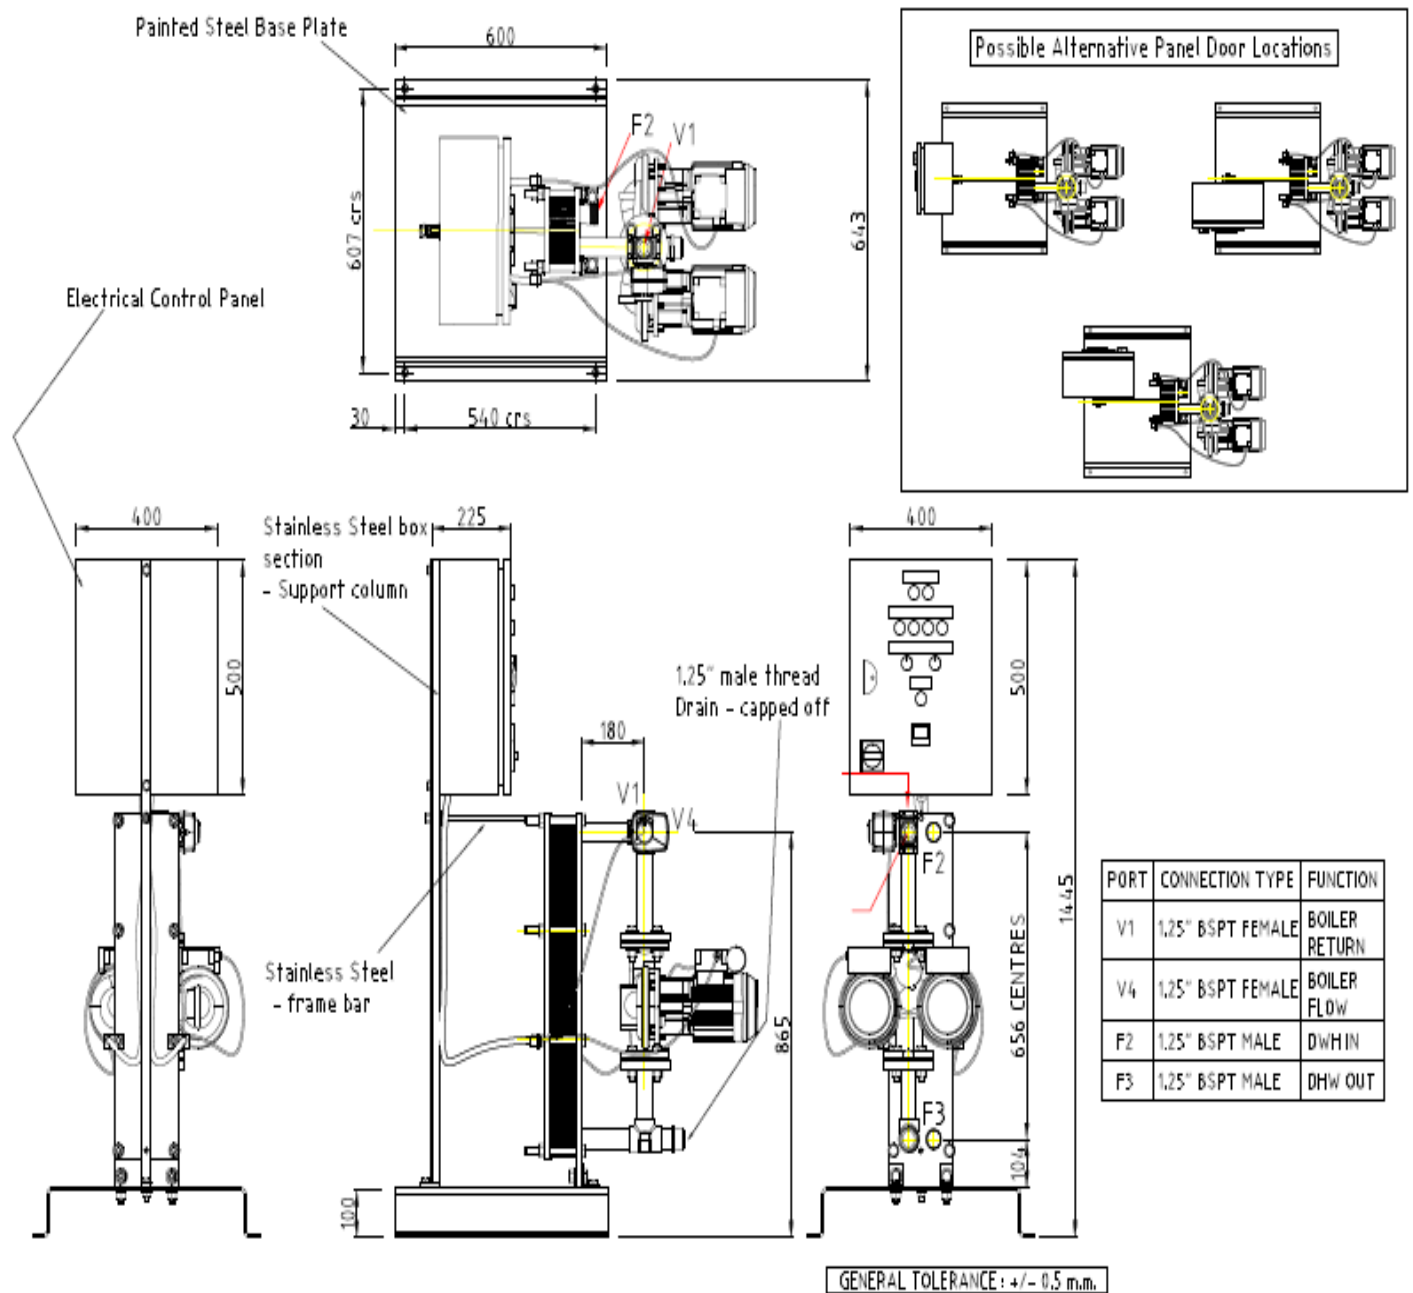 Painted Steel Base Plate
600
Possible Alternative Panel Door Locations
F2
V1
607 crs
643
Electrical Control Panel
30
540 crs
400
Stainless Steel box
section
- Support column
225
400
500
1.25" male thread
Drain - capped off
500
180
V1
V4
F2
1445
656 CENTRES
Stainless Steel
- frame bar
865
F3
104
100
PORT CONNECTION TYPE FUNCTION
V1 1.25" BSPT FEMALE BOILER
RETURN
V4 1.25" BSPT FEMALE BOILER
FLOW
F2 1.25" BSPT MALE DWH IN
F3 1.25" BSPT MALE DHW OUT
GENERAL TOLERANCE: +/- 0.5 m.m.